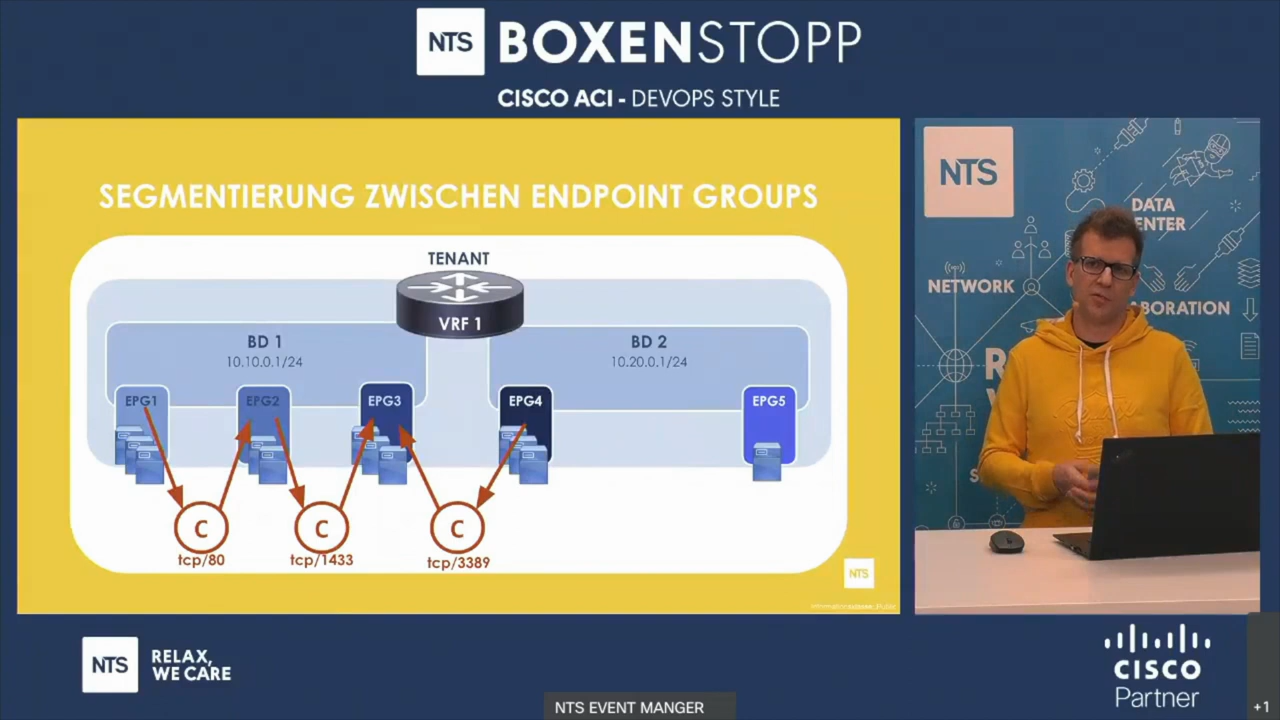 NTS BOXENSTOPP
CISCO ACI - DEVOPS STYLE
SEGMENTIERUNG ZWISCHEN ENDPOINT GROUPS
TENANT
VRF 1
BD 1
10.10.0.1/24
BD 2
10.20.0.1/24
EPG1
EPG2
EPG3
EPG4
EPG5
C
C
C
tcp/80
tcp/1433
tcp/3389
NTS
NTS
DATA
NETWORK
NTS
RELAX,
WE CARE
CISCO
Partner
NTS EVENT MANGER
+1